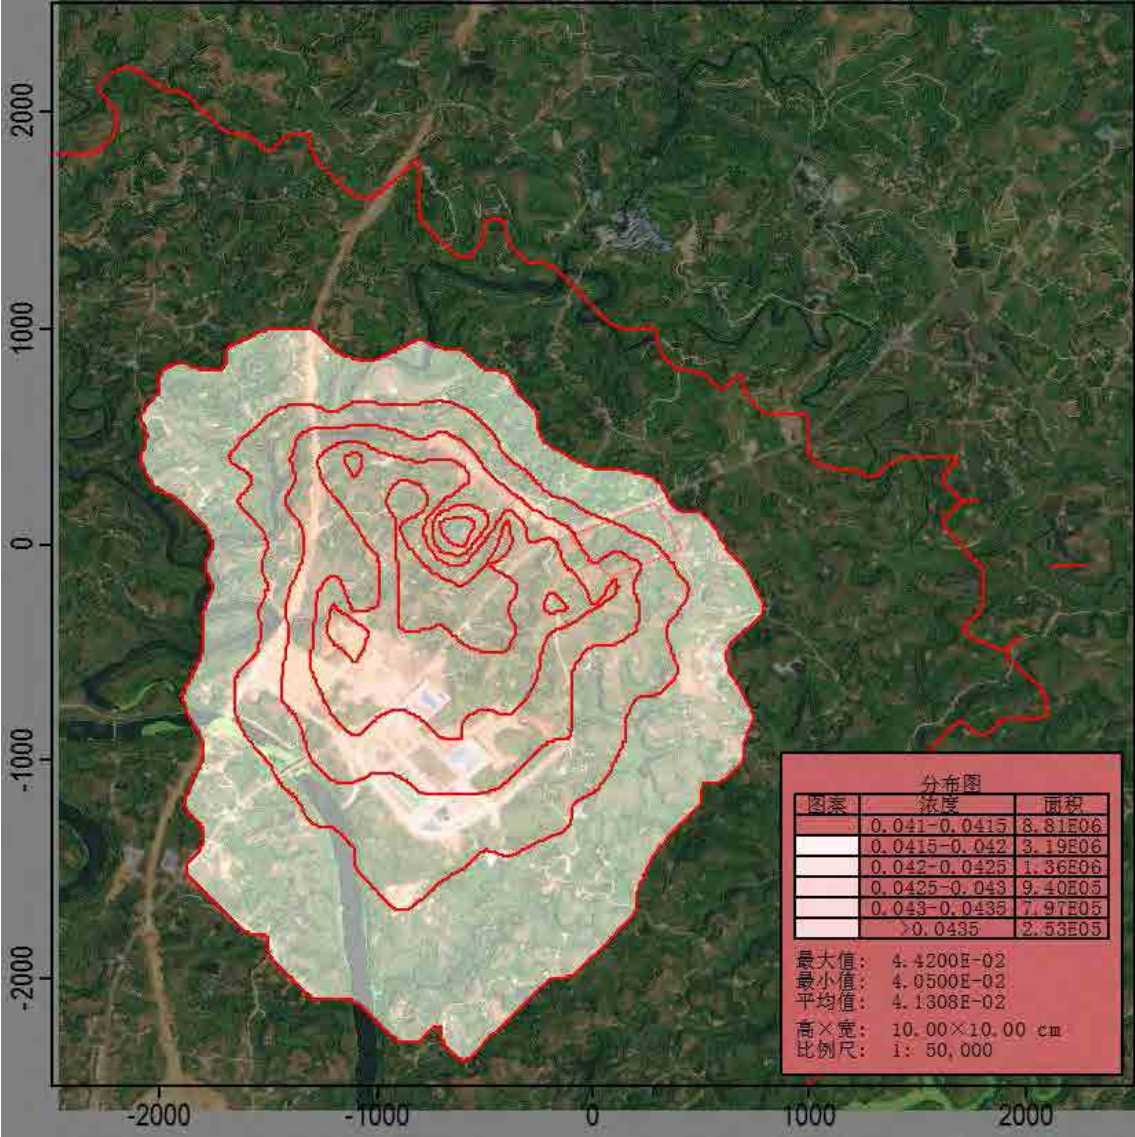 2000
1000
0
-1000
-2000
分布图
图案 浓度 面积
0.041-0.0415 8.81E06
0.0415-0.042 3.19E06
0.042-0.0425 1.36E06
0.0425-0.043 9.40E05
0.043-0.0435 7.97E05
>0.0435 2.53E05
最大值: 4.4200E-02
最小值: 4.0500E-02
平均值: 4.1308E-02
高×宽: 10.00×10.00 cm
比例尺: 1: 50,000
-2000 -1000 0 1000 2000